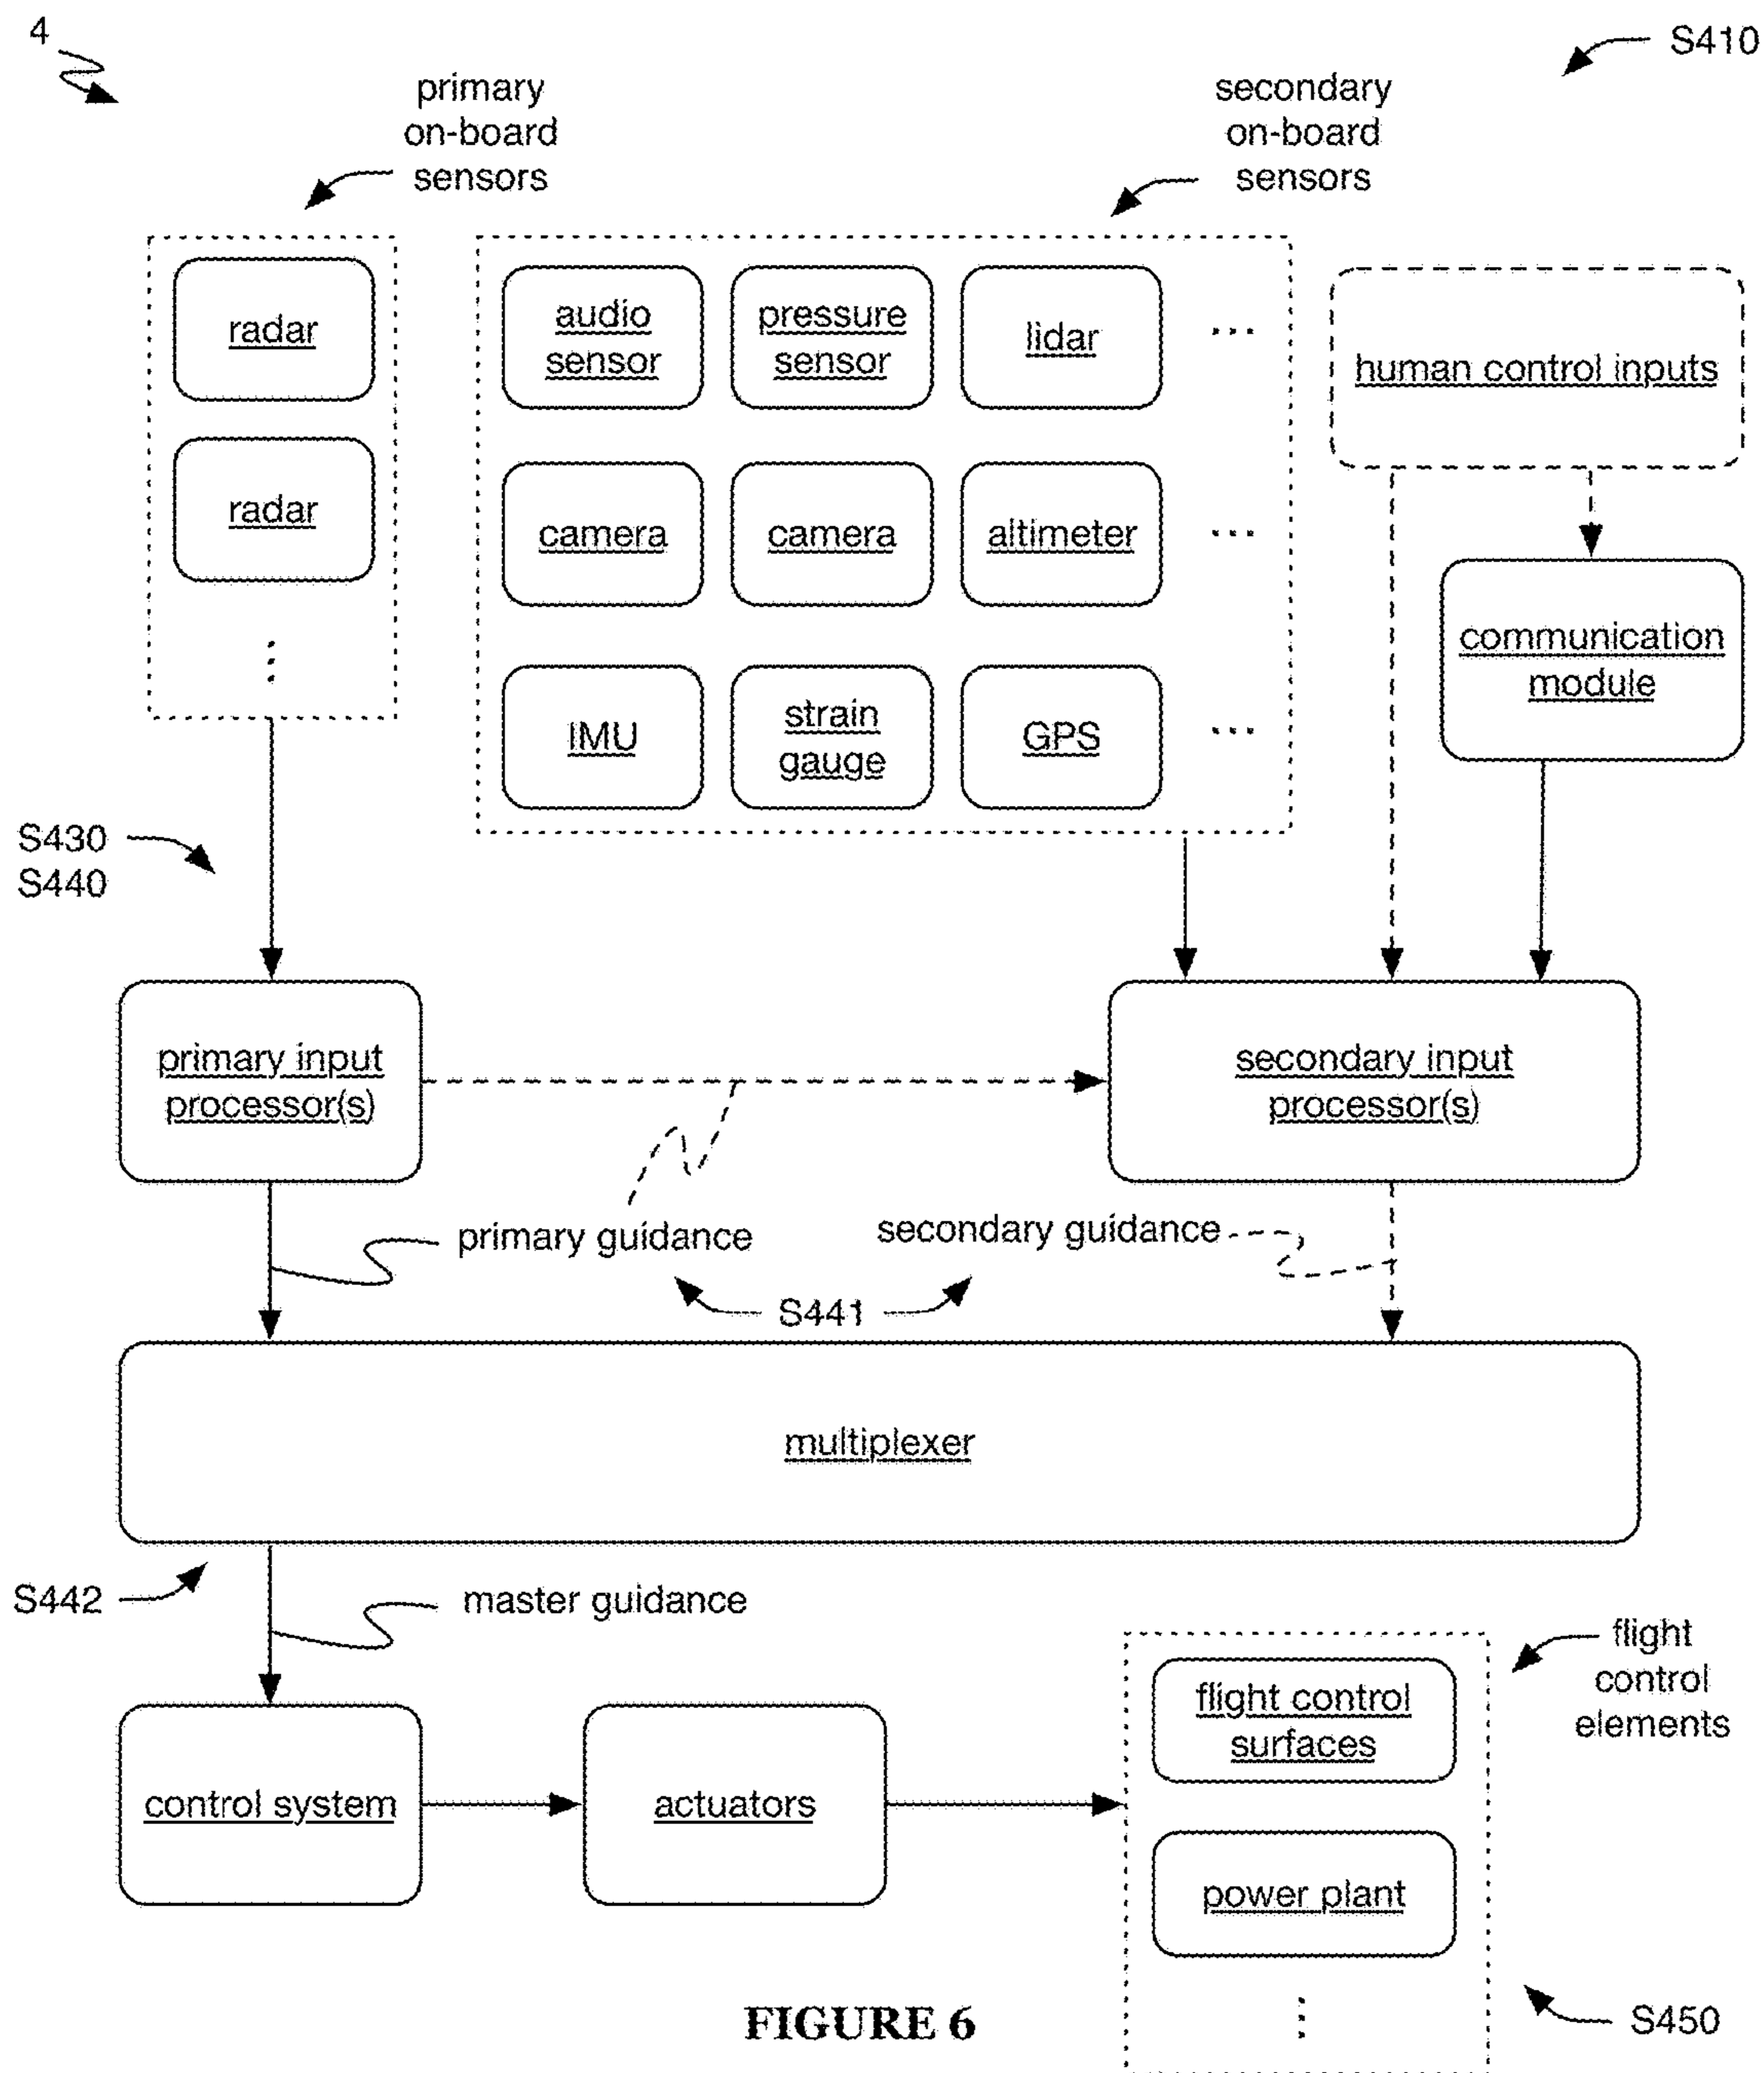 4
S410
primary
on-board
sensors
secondary
on-board
sensors
radar
radar
⋮
audio
sensor
pressure
sensor
lidar
...
camera
camera
altimeter
...
IMU
strain
gauge
GPS
...
human control inputs
communication
module
S430
S440
primary input
processor(s)
secondary input
processor(s)
primary guidance
secondary guidance
S441
multiplexer
S442
master guidance
control system
actuators
flight control
surfaces
power plant
⋮
flight
control
elements
S450
FIGURE 6